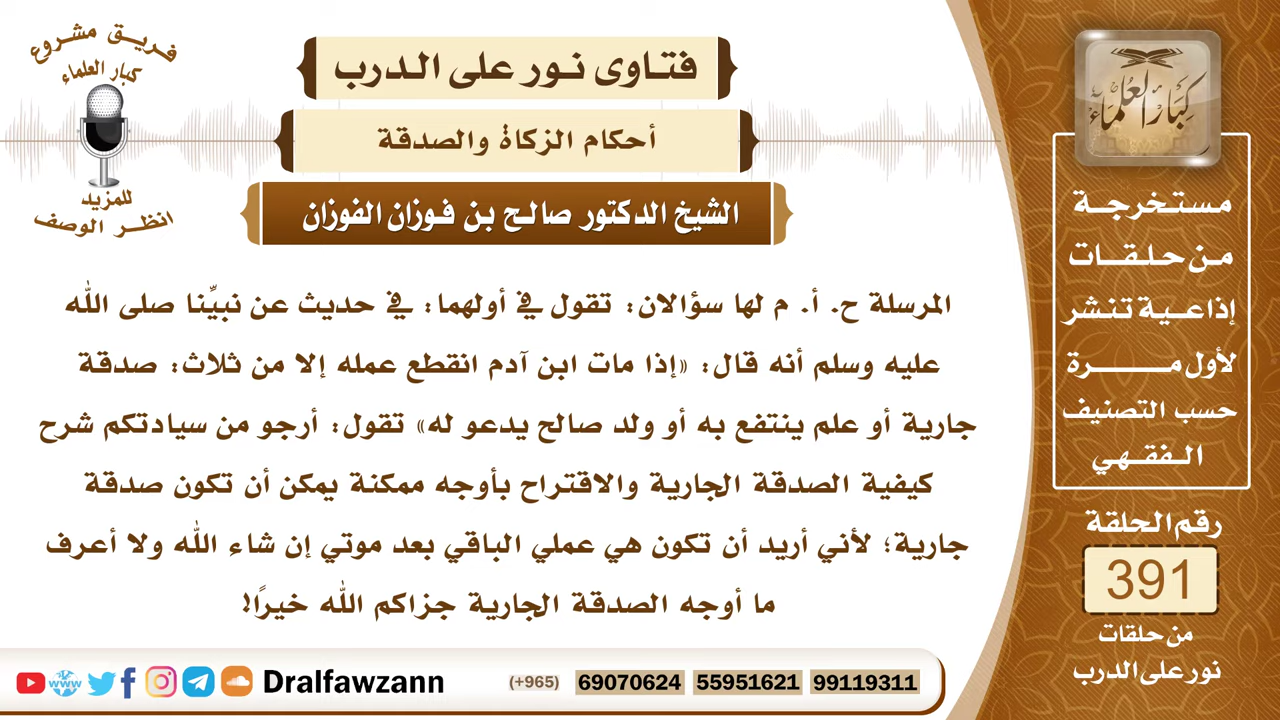 فريق مشروع
كبار العلماء
للمزيد
انظر الوصف
فتاوى نور على الدرب
أحكام الزكاة والصدقة
الشيخ الدكتور صالح بن فوزان الفوزان
المرسلة ح. أ. م لها سؤالان: تقول في أولهما: في حديث عن نبيِّنا صلى الله
عليه وسلم أنه قال: «إذا مات ابن آدم انقطع عمله إلا من ثلاث: صدقة
جارية أو علم ينتفع به أو ولد صالح يدعو له» تقول: أرجو من سيادتكم شرح
كيفية الصدقة الجارية والاقتراح بأوجه ممكنة يمكن أن تكون صدقة
جارية؛ لأني أريد أن تكون هي عملي الباقي بعد موتي إن شاء الله ولا أعرف
ما أوجه الصدقة الجارية جزاكم الله خيرًا!
كبار العلماء
مستخرجة
من حلقات
إذاعية تنشر
لأول مرة
حسب التصنيف
الفقهي
رقم الحلقة
391
من حلقات
نور على الدرب
www Dralfawzann (+965) 69070624 55951621 99119311